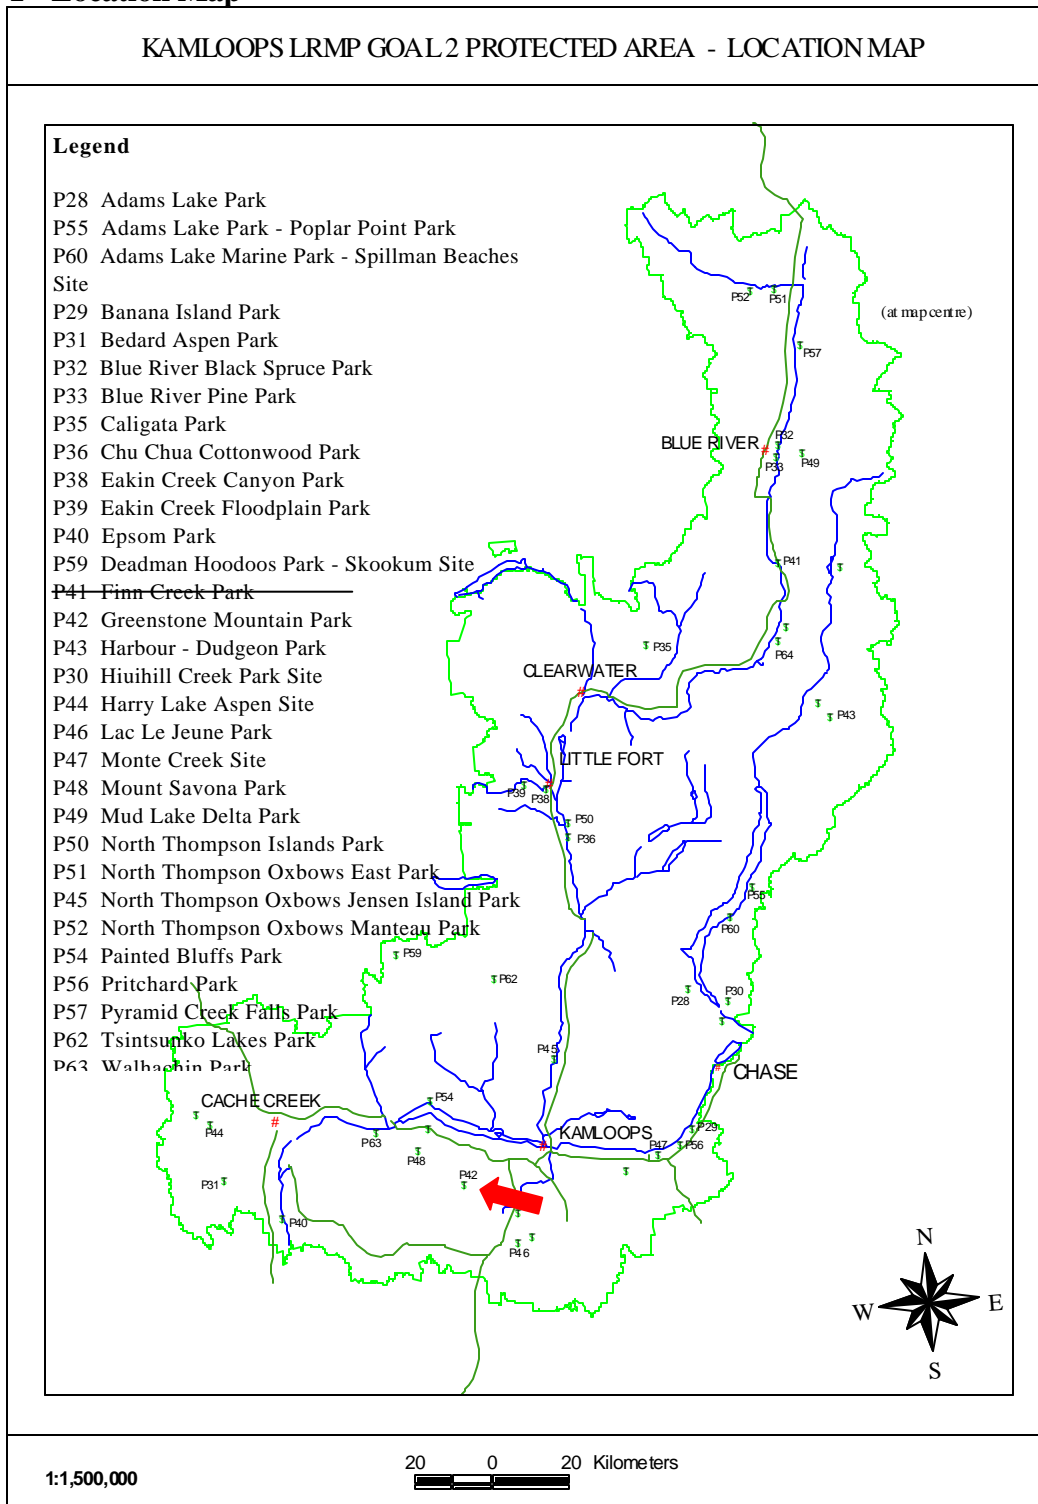 KAMLOOPS LRMP GOAL 2 PROTECTED AREA - LOCATION MAP
Legend
P28 Adams Lake Park
P55 Adams Lake Park - Poplar Point Park
P60 Adams Lake Marine Park - Spillman Beaches
Site
P29 Banana Island Park
P31 Bedard Aspen Park
P32 Blue River Black Spruce Park
P33 Blue River Pine Park
P35 Caligata Park
P36 Chu Chua Cottonwood Park
P38 Eakin Creek Canyon Park
P39 Eakin Creek Floodplain Park
P40 Epsom Park
P59 Deadman Hoodoos Park - Skookum Site
P41 Finn Creek Park
P42 Greenstone Mountain Park
P43 Harbour - Dudgeon Park
P30 Hiuihill Creek Park Site
P44 Harry Lake Aspen Site
P46 Lac Le Jeune Park
P47 Monte Creek Site
P48 Mount Savona Park
P49 Mud Lake Delta Park
P50 North Thompson Islands Park
P51 North Thompson Oxbows East Park
P45 North Thompson Oxbows Jensen Island Park
P52 North Thompson Oxbows Manteau Park
P54 Painted Bluffs Park
P56 Pritchard Park
P57 Pyramid Creek Falls Park
P62 Tsintsunko Lakes Park
P63 Walhachin Park
P52
P51
(at map centre)
P57
P32
BLUE RIVER
P33
P49
P41
P35
P64
CLEARWATER
P43
LITTLE FORT
P39
P38
P50
P36
P55
P60
P59
P62
P28
P30
P45
CHASE
CACHE CREEK
P54
P44
P63
KAMLOOPS
P29
P48
P47
P56
P42
P31
P40
P46
N
W
E
S
20 0 20 Kilometers
1:1,500,000